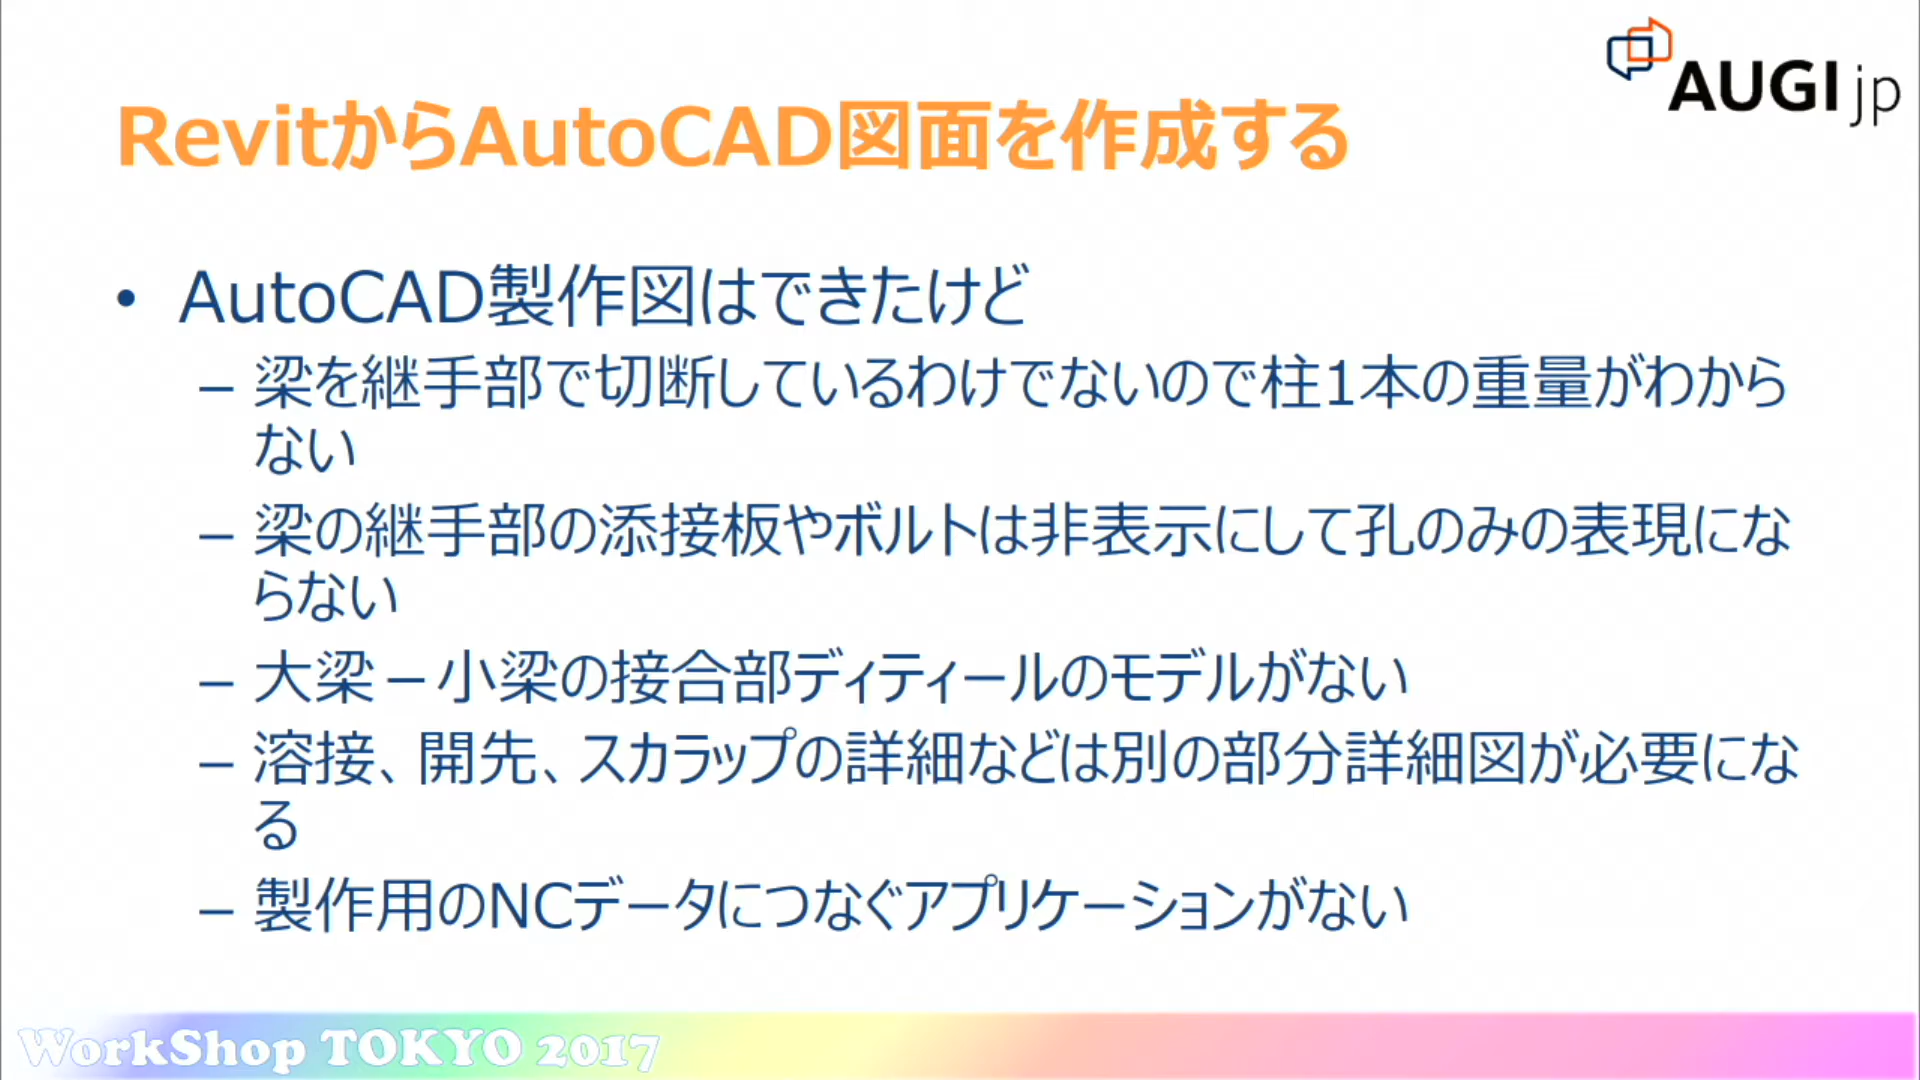 AUGI jp
RevitからAutoCAD図面を作成する
• AutoCAD製作図はできたけど
– 梁を継手部で切断しているわけでないので柱1本の重量がわから
ない
– 梁の継手部の添接板やボルトは非表示にして孔のみの表現にな
らない
– 大梁－小梁の接合部ディティールのモデルがない
– 溶接、開先、スカラップの詳細などは別の部分詳細図が必要にな
る
– 製作用のNCデータにつなぐアプリケーションがない
WorkShop TOKYO 2017